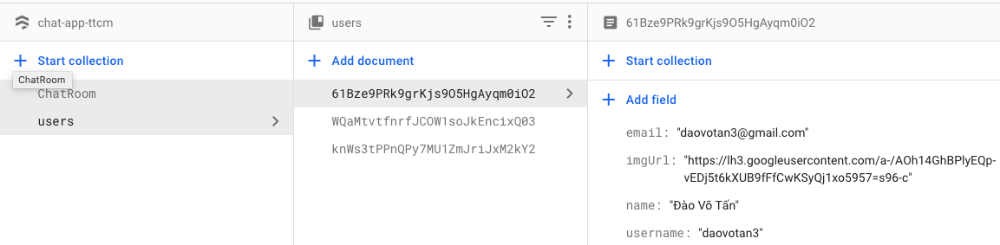 chat-app-ttcm
users
61Bze9PRk9grKjs9O5HgAyqm0iO2
Start collection
Add document
Start collection
ChatRoom
ChatRoom
users
61Bze9PRk9grKjs9O5HgAyqm0iO2
WQaMtvtfnrfJCOW1soJkEncixQ03
knWs3tPPnQPy7MU1ZmJriJxM2kY2
Add field
email: "daovotan3@gmail.com"
imgUrl: "https://lh3.googleusercontent.com/a-/AOh14GhBPlyEQp-
vEDj5t6kXUB9fFfCwKSyQj1xo5957=s96-c"
name: "Đào Võ Tấn"
username: "daovotan3"